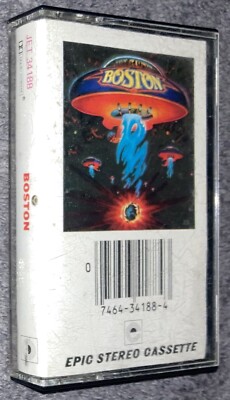 JET 34188
BOSTON
BOSTON
0
7464-34188-4
EPIC STEREO CASSETTE